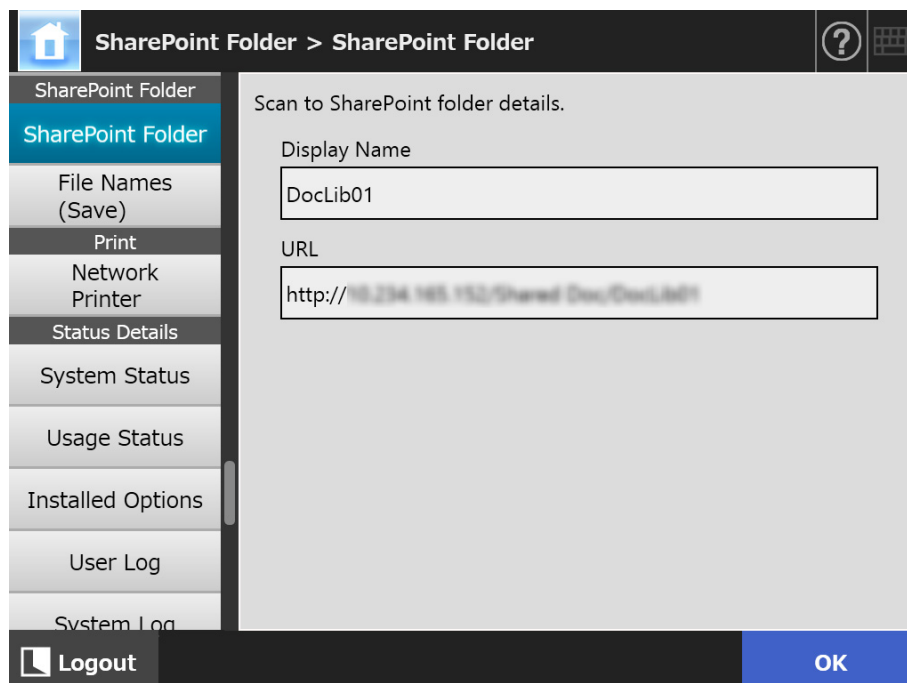 SharePoint Folder > SharePoint Folder
?
SharePoint Folder
SharePoint Folder
File Names
(Save)
Print
Network
Printer
Status Details
System Status
Usage Status
Installed Options
User Log
System Log
Scan to SharePoint folder details.
Display Name
DocLib01
URL
http://
Logout
OK